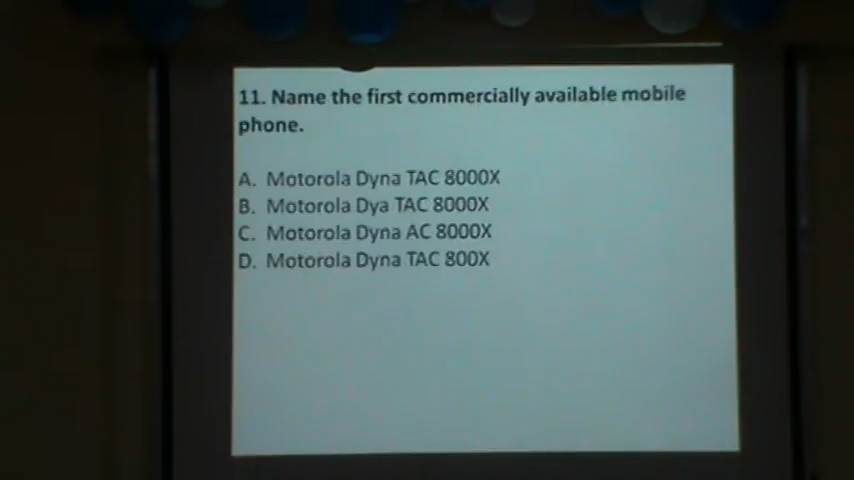 11. Name the first commercially available mobile
phone.
A. Motorola Dyna TAC 8000X
B. Motorola Dya TAC 8000X
C. Motorola Dyna AC 8000X
D. Motorola Dyna TAC 800X